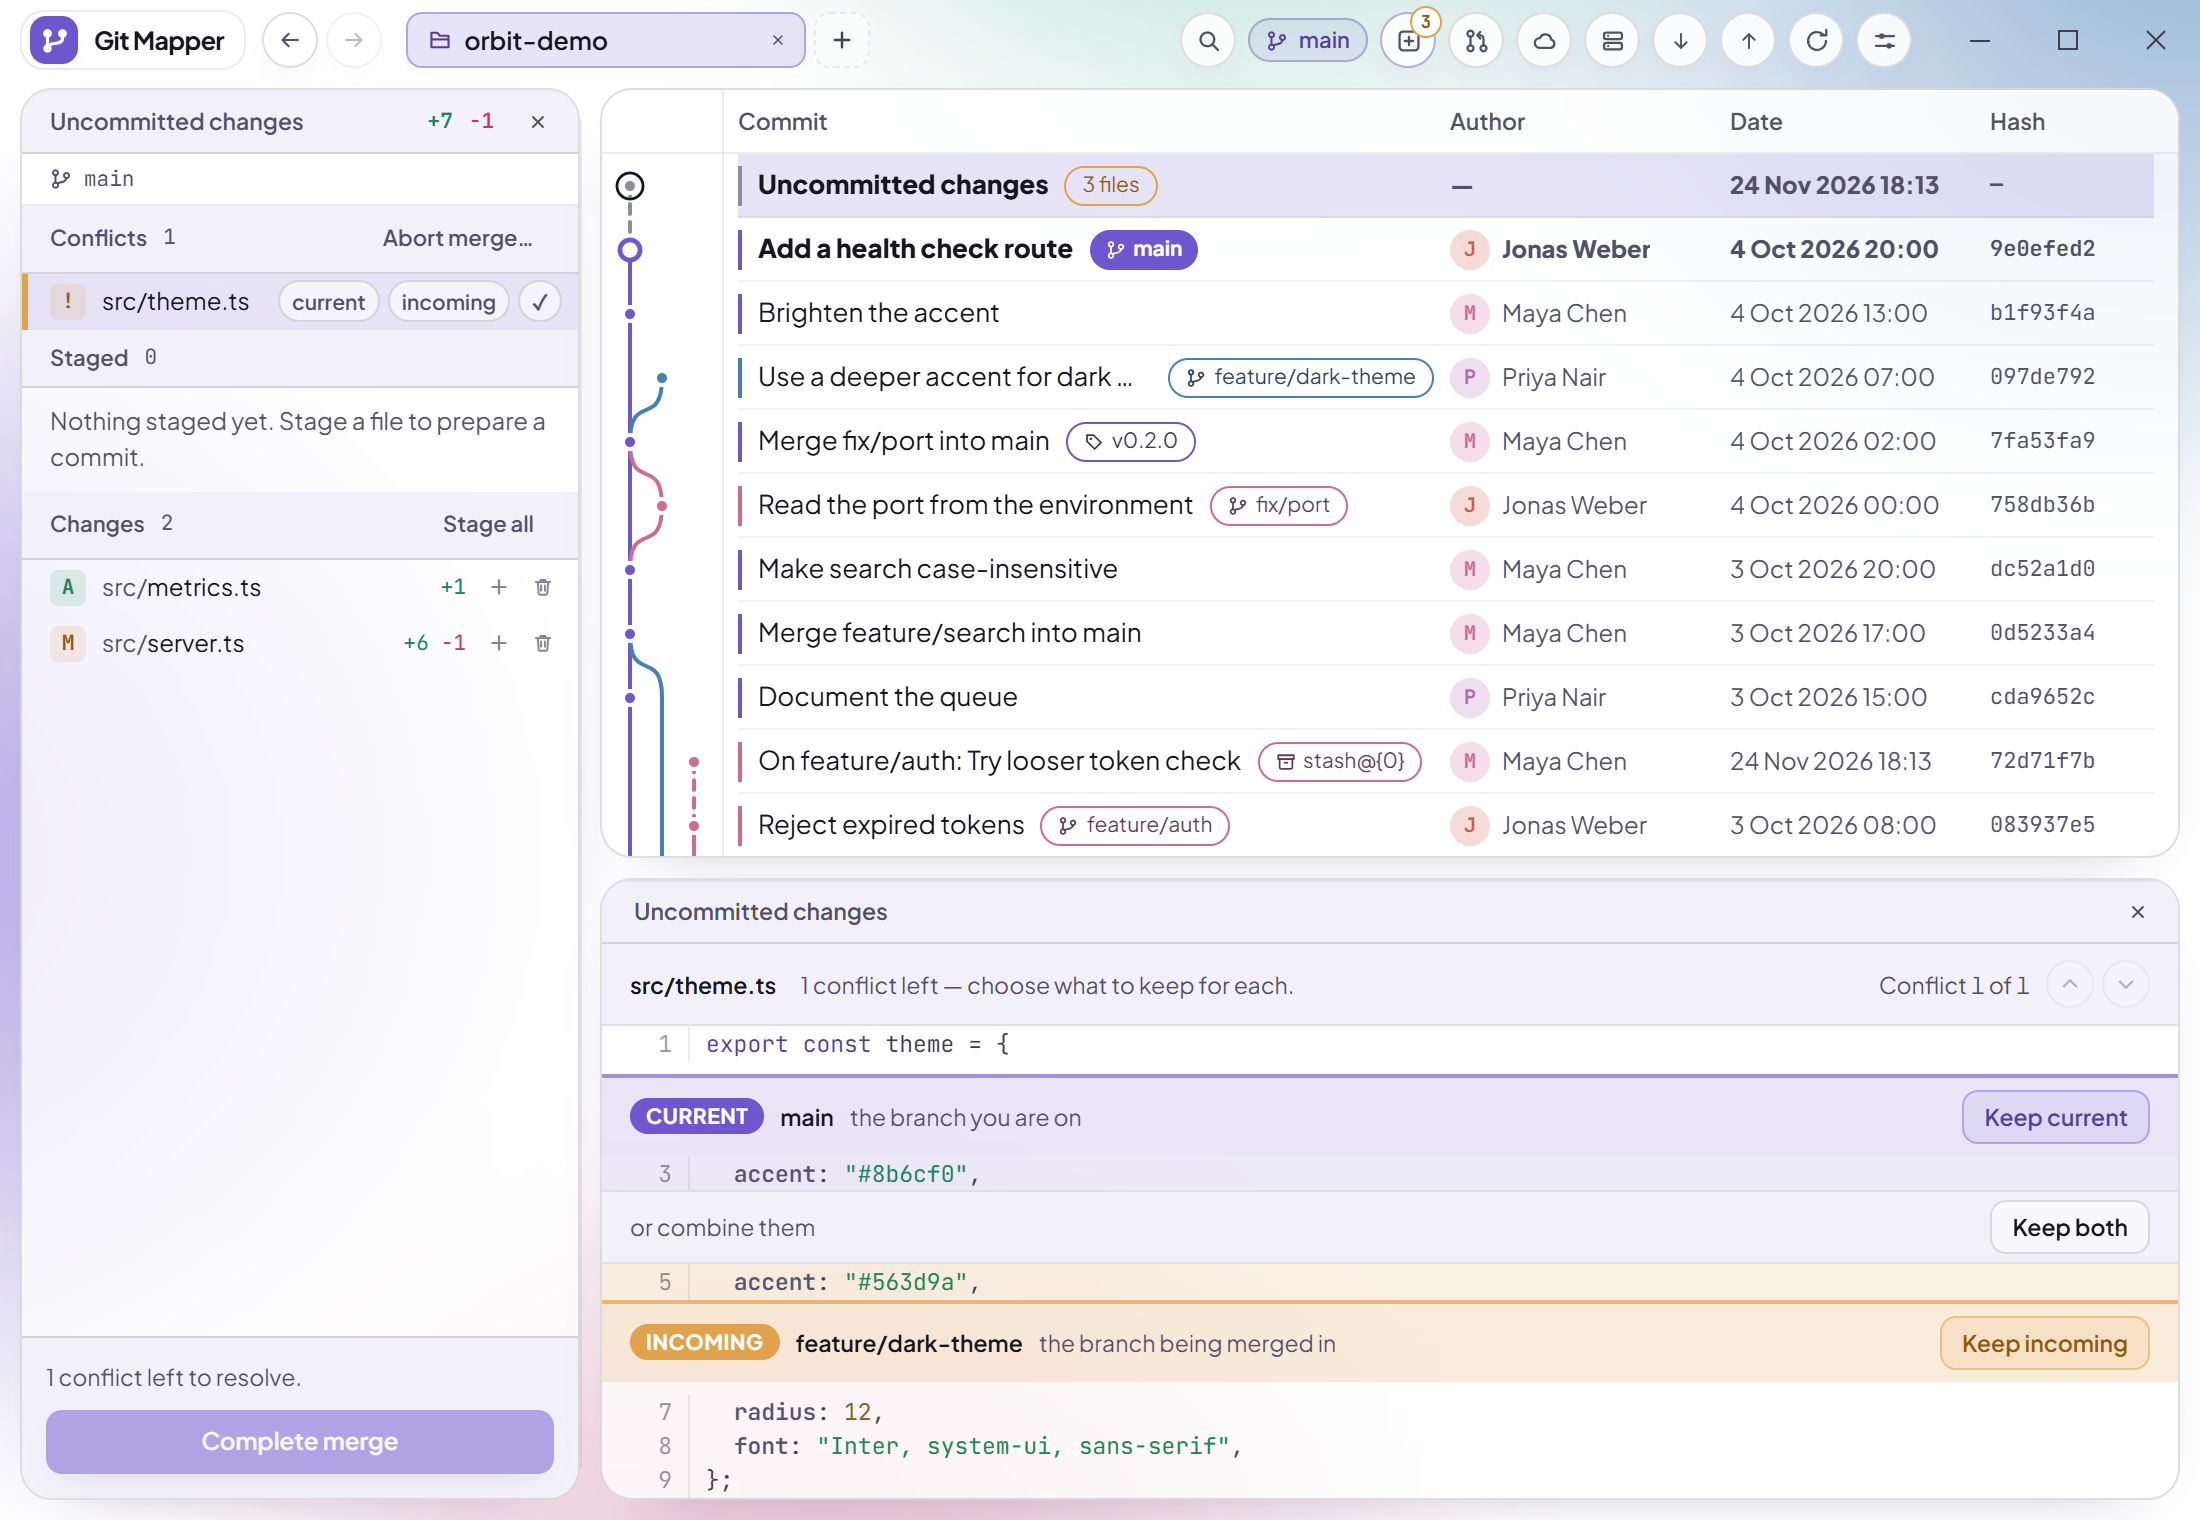 Git Mapper
orbit-demo
main
3
Uncommitted changes +7 -1
main
Conflicts 1 Abort merge...
! src/theme.ts current incoming
Staged 0
Nothing staged yet. Stage a file to prepare a
commit.
Changes 2 Stage all
A src/metrics.ts +1
M src/server.ts +6 -1
1 conflict left to resolve.
Complete merge
Commit Author Date Hash
Uncommitted changes 3 files — 24 Nov 2026 18:13 –
Add a health check route main J Jonas Weber 4 Oct 2026 20:00 9e0efed2
Brighten the accent M Maya Chen 4 Oct 2026 13:00 b1f93f4a
Use a deeper accent for dark ... feature/dark-theme P Priya Nair 4 Oct 2026 07:00 097de792
Merge fix/port into main v0.2.0 M Maya Chen 4 Oct 2026 02:00 7fa53fa9
Read the port from the environment fix/port J Jonas Weber 4 Oct 2026 00:00 758db36b
Make search case-insensitive M Maya Chen 3 Oct 2026 20:00 dc52a1d0
Merge feature/search into main M Maya Chen 3 Oct 2026 17:00 0d5233a4
Document the queue P Priya Nair 3 Oct 2026 15:00 cda9652c
On feature/auth: Try looser token check stash@{0} M Maya Chen 24 Nov 2026 18:13 72d71f7b
Reject expired tokens feature/auth J Jonas Weber 3 Oct 2026 08:00 083937e5
Uncommitted changes
src/theme.ts 1 conflict left — choose what to keep for each. Conflict 1 of 1
1 export const theme = {
CURRENT main the branch you are on Keep current
3 accent: "#8b6cf0",
or combine them Keep both
5 accent: "#563d9a",
INCOMING feature/dark-theme the branch being merged in Keep incoming
7 radius: 12,
8 font: "Inter, system-ui, sans-serif",
9 };